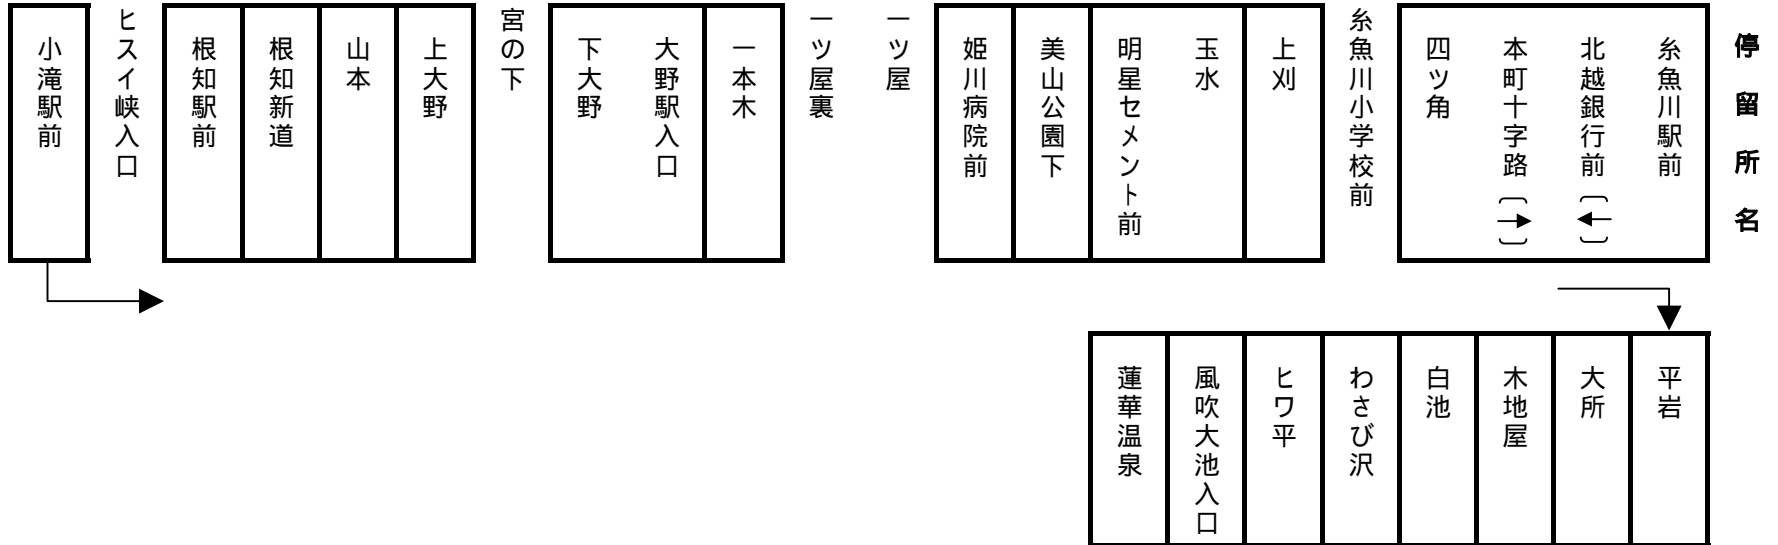 停留所名
糸魚川駅前
北越銀行前
本町十字路
四ツ角
糸魚川小学校前
上刈
玉水
明星セメント前
美山公園下
姫川病院前
一ツ屋
一ツ屋裏
一本木
大野駅入口
下大野
宮の下
上大野
山本
根知新道
根知駅前
ヒスイ峡入口
小滝駅前
平岩
大所
木地屋
白池
わさび沢
ヒワ平
風吹大池入口
蓮華温泉